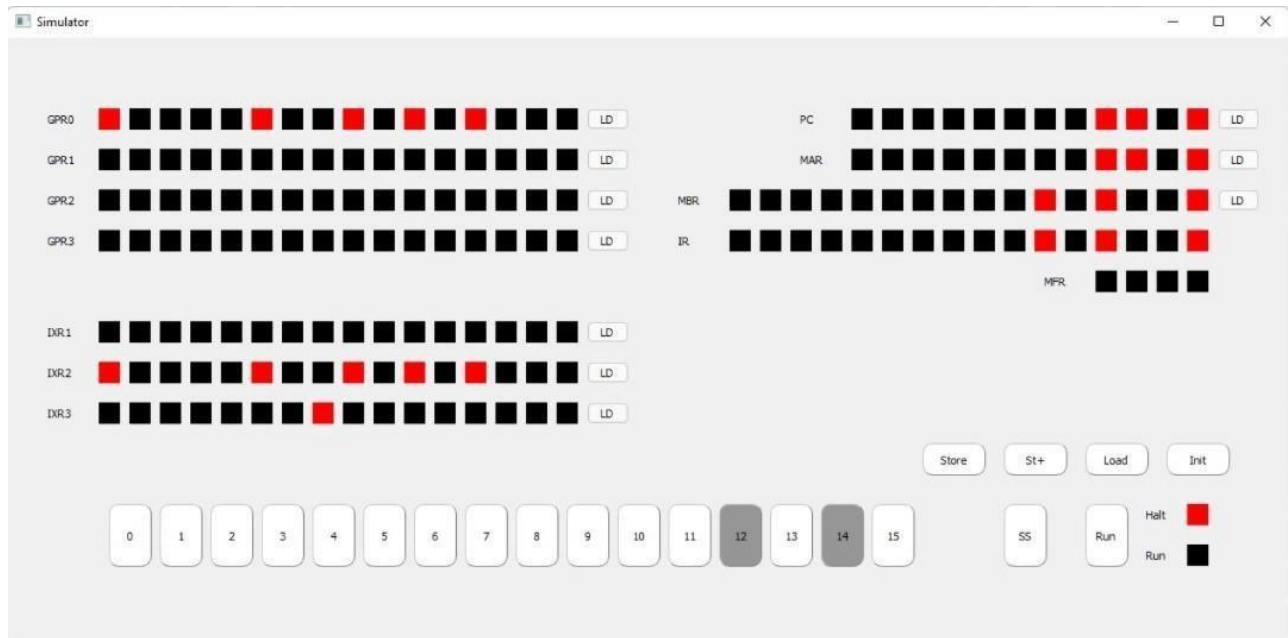 Simulator
GPR0 LD PC LD
GPR1 LD MAR LD
GPR2 LD MBR LD
GPR3 LD IR
MFR
IXR1 LD
IXR2 LD
IXR3 LD
Store St+ Load Init
0 1 2 3 4 5 6 7 8 9 10 11 12 13 14 15 SS Run Halt
Run